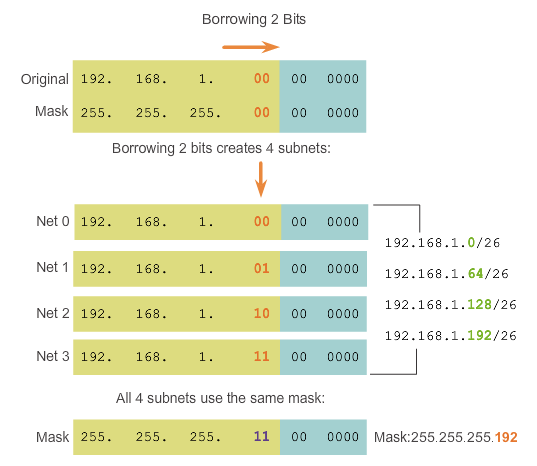 Borrowing 2 Bits
Original 192. 168. 1. 00 00 0000
Mask 255. 255. 255. 00 00 0000
Borrowing 2 bits creates 4 subnets:
Net 0 192. 168. 1. 00 00 0000
192.168.1.0/26
Net 1 192. 168. 1. 01 00 0000
192.168.1.64/26
Net 2 192. 168. 1. 10 00 0000
192.168.1.128/26
Net 3 192. 168. 1. 11 00 0000
192.168.1.192/26
All 4 subnets use the same mask:
Mask 255. 255. 255. 11 00 0000 Mask:255.255.255.192